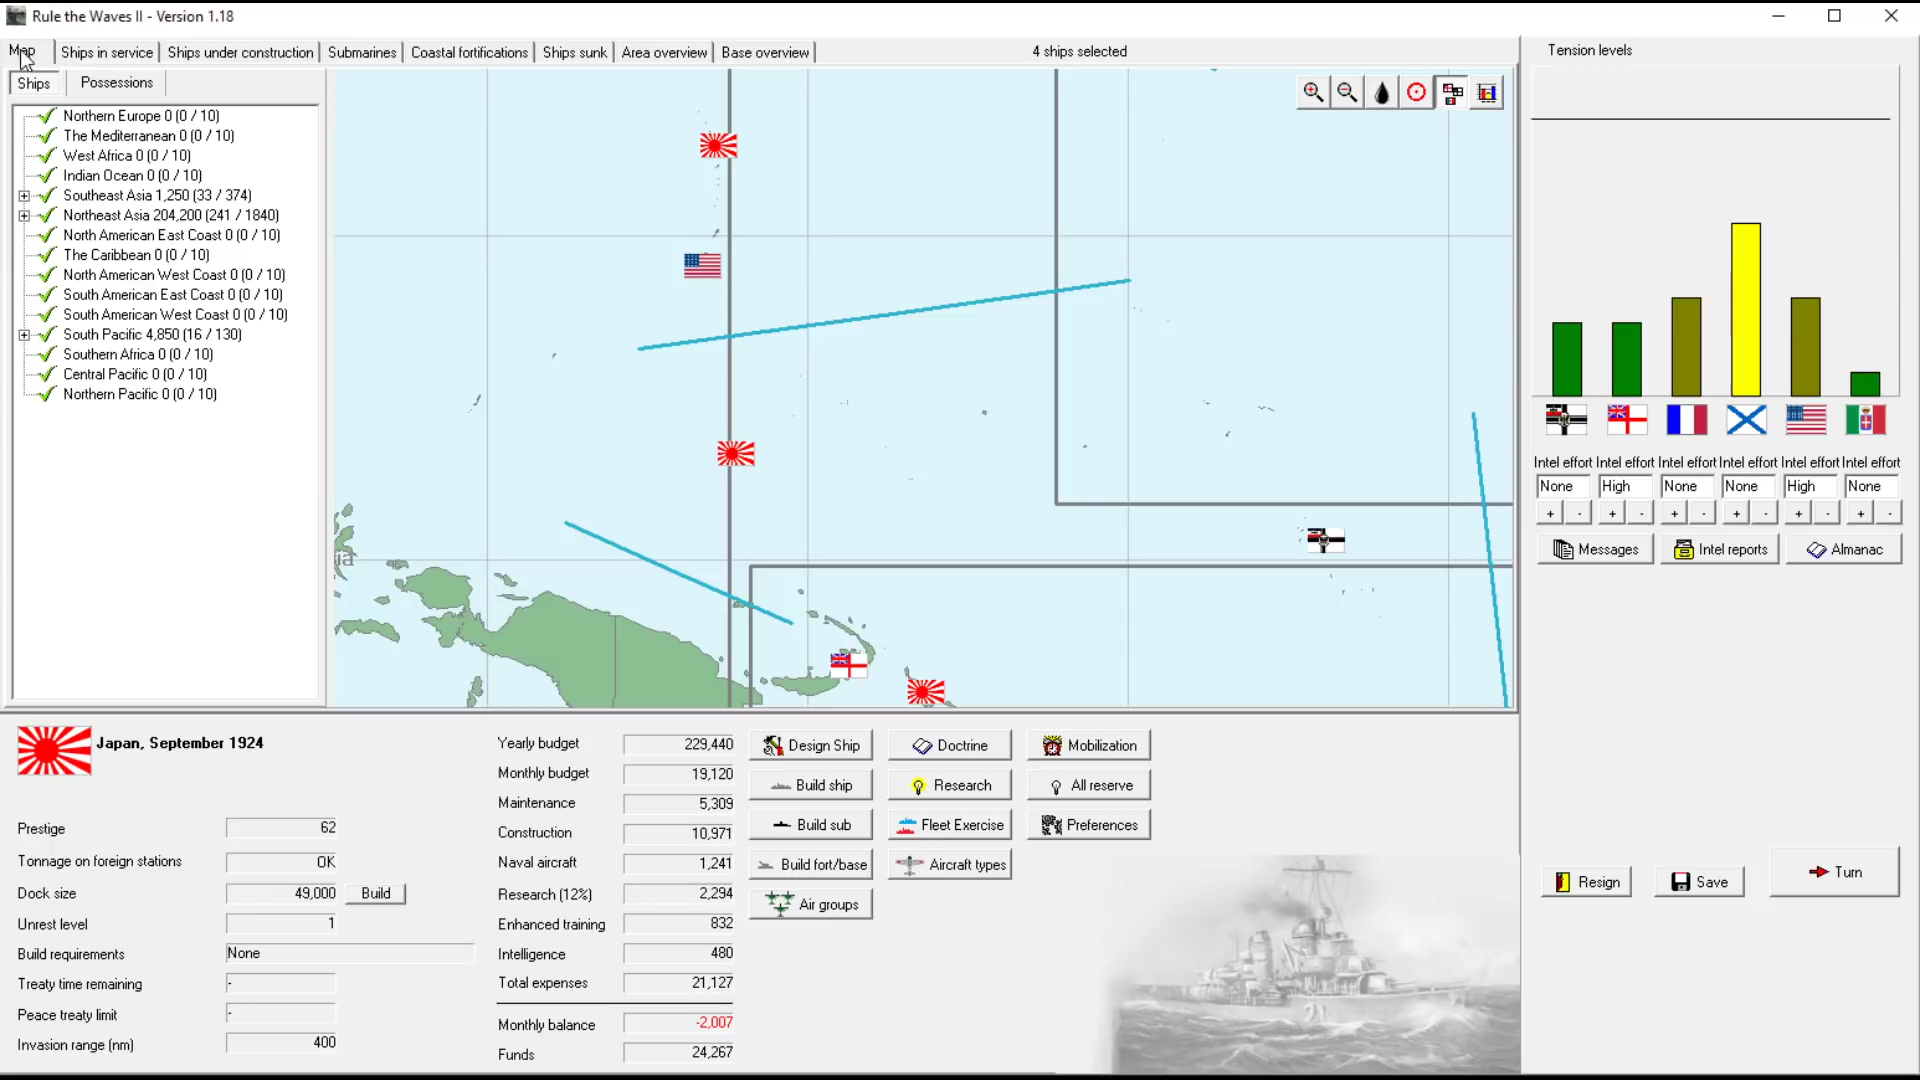 Rule the Waves II - Version 1.18
Map
Ships in service
Ships under construction
Submarines
Coastal fortifications
Ships sunk
Area overview
Base overview
4 ships selected
Tension levels
Ships
Possessions
Northern Europe 0 (0 / 10)
The Mediterranean 0 (0 / 10)
West Africa 0 (0 / 10)
Indian Ocean 0 (0 / 10)
Southeast Asia 1,250 (33 / 374)
Northeast Asia 204,200 (241 / 1840)
North American East Coast 0 (0 / 10)
The Caribbean 0 (0 / 10)
North American West Coast 0 (0 / 10)
South American East Coast 0 (0 / 10)
South American West Coast 0 (0 / 10)
South Pacific 4,850 (16 / 130)
Southern Africa 0 (0 / 10)
Central Pacific 0 (0 / 10)
Northern Pacific 0 (0 / 10)
ia
Intel effort Intel effort Intel effort Intel effort Intel effort Intel effort
None High None None High None
+ - + - + - + - + - + -
Messages Intel reports Almanac
Japan, September 1924
Prestige 62
Tonnage on foreign stations OK
Dock size 49,000 Build
Unrest level 1
Build requirements None
Treaty time remaining -
Peace treaty limit -
Invasion range (nm) 400
Yearly budget 229,440
Monthly budget 19,120
Maintenance 5,309
Construction 10,971
Naval aircraft 1,241
Research (12%) 2,294
Enhanced training 832
Intelligence 480
Total expenses 21,127
Monthly balance -2,007
Funds 24,267
Design Ship Doctrine Mobilization
Build ship Research All reserve
Build sub Fleet Exercise Preferences
Build fort/base Aircraft types
Air groups
Resign Save Turn